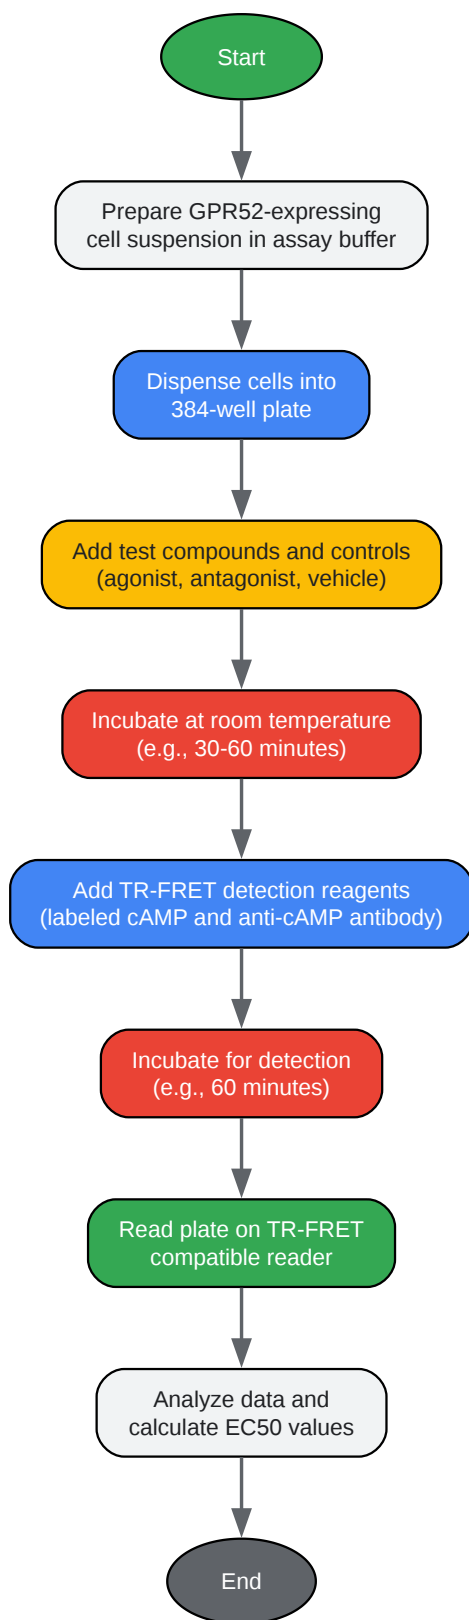 Start
Prepare GPR52-expressing
cell suspension in assay buffer
Dispense cells into
384-well plate
Add test compounds and controls
(agonist, antagonist, vehicle)
Incubate at room temperature
(e.g., 30-60 minutes)
Add TR-FRET detection reagents
(labeled cAMP and anti-cAMP antibody)
Incubate for detection
(e.g., 60 minutes)
Read plate on TR-FRET
compatible reader
Analyze data and
calculate EC50 values
End